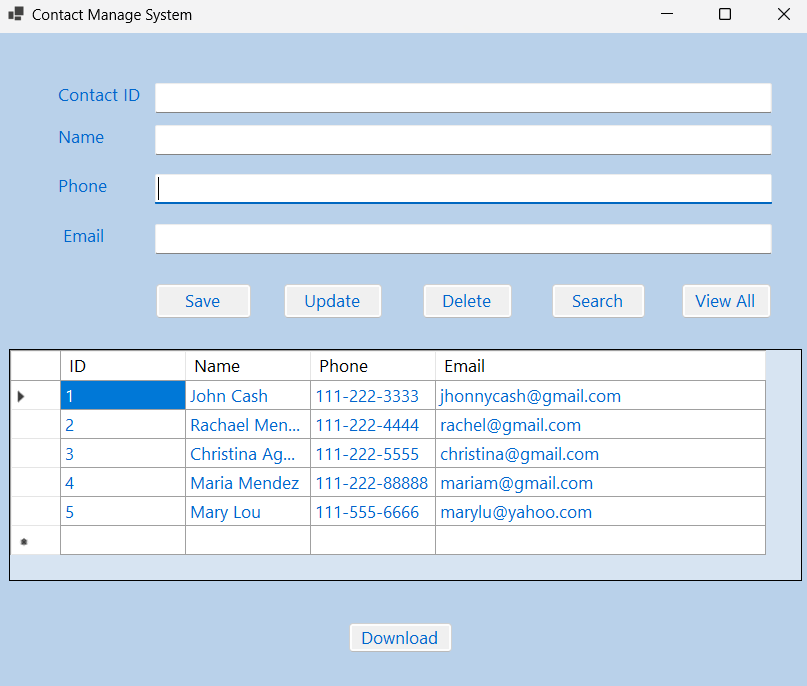 Contact Manage System
Contact ID
Name
Phone
Email
Save Update Delete Search View All
ID Name Phone Email
1 John Cash 111-222-3333 jhonnycash@gmail.com
2 Rachael Men... 111-222-4444 rachel@gmail.com
3 Christina Ag... 111-222-5555 christina@gmail.com
4 Maria Mendez 111-222-88888 mariam@gmail.com
5 Mary Lou 111-555-6666 marylu@yahoo.com
Download